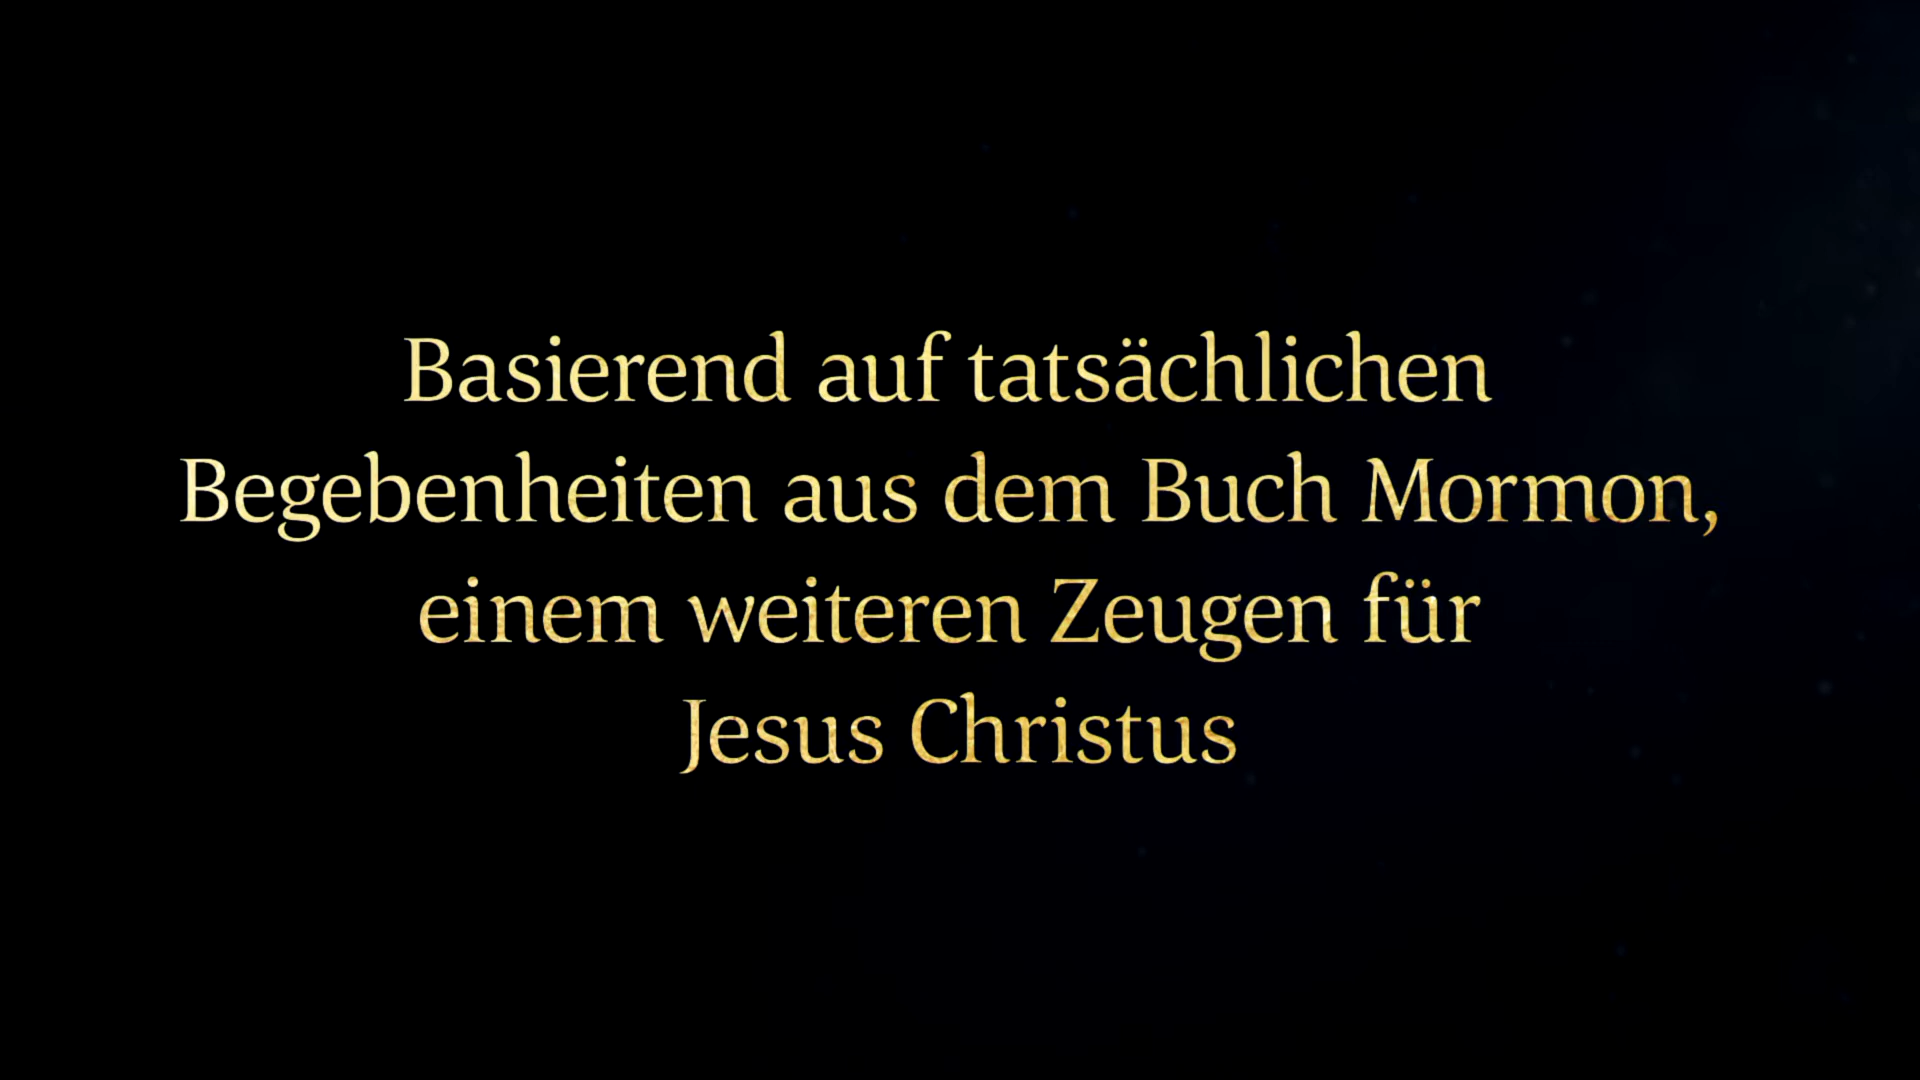 Basierend auf tatsächlichen
Begebenheiten aus dem Buch Mormon,
einem weiteren Zeugen für
Jesus Christus